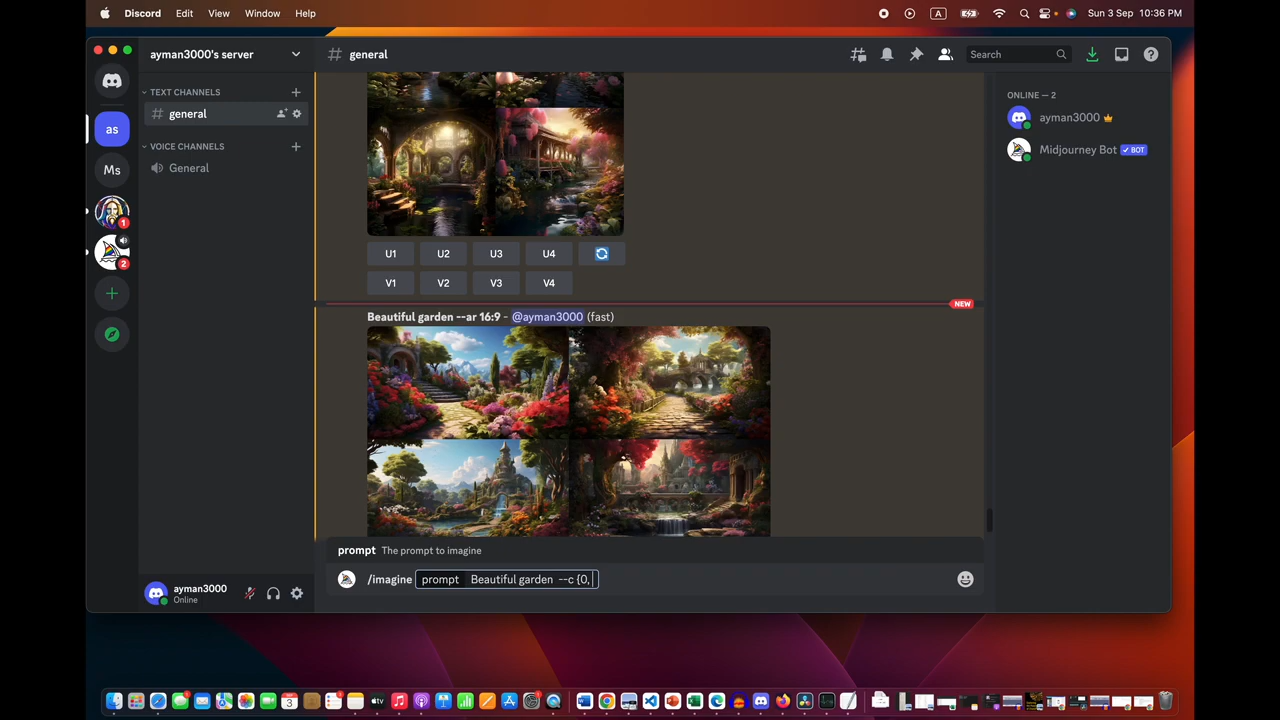 Discord Edit View Window Help
A
Sun 3 Sep 10:36 PM
ayman3000's server
general
Search
TEXT CHANNELS
general
VOICE CHANNELS
General
as
Ms
1
2
ONLINE — 2
ayman3000
Midjourney Bot ✓ BOT
U1 U2 U3 U4
V1 V2 V3 V4
NEW
Beautiful garden --ar 16:9 - @ayman3000 (fast)
prompt The prompt to imagine
/imagine prompt Beautiful garden --c {0,
ayman3000
Online
tv